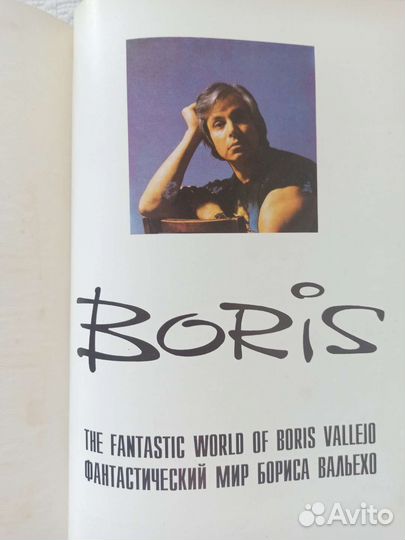 BORiS
THE FANTASTIC WORLD OF BORIS VALLEJO
ФАНТАСТИЧЕСКИЙ МИР БОРИСА ВАЛЬЕХО
Avito